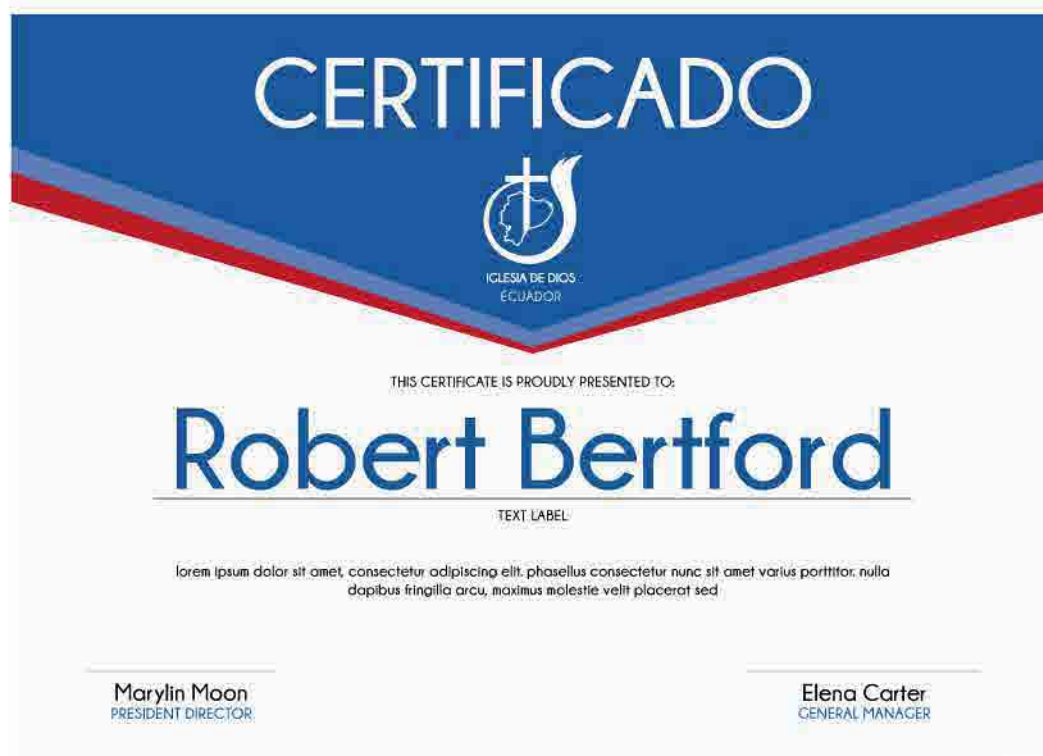 CERTIFICADO
IGLESIA DE DIOS
ECUADOR
THIS CERTIFICATE IS PROUDLY PRESENTED TO:
Robert Bertford
TEXT LABEL
lorem ipsum dolor sit amet, consectetur adipiscing elit. phasellus consectetur nunc sit amet varius porttitor. nulla
dapibus fringilla arcu, maximus molestie velit placerat sed
Marylin Moon
PRESIDENT DIRECTOR
Elena Carter
GENERAL MANAGER